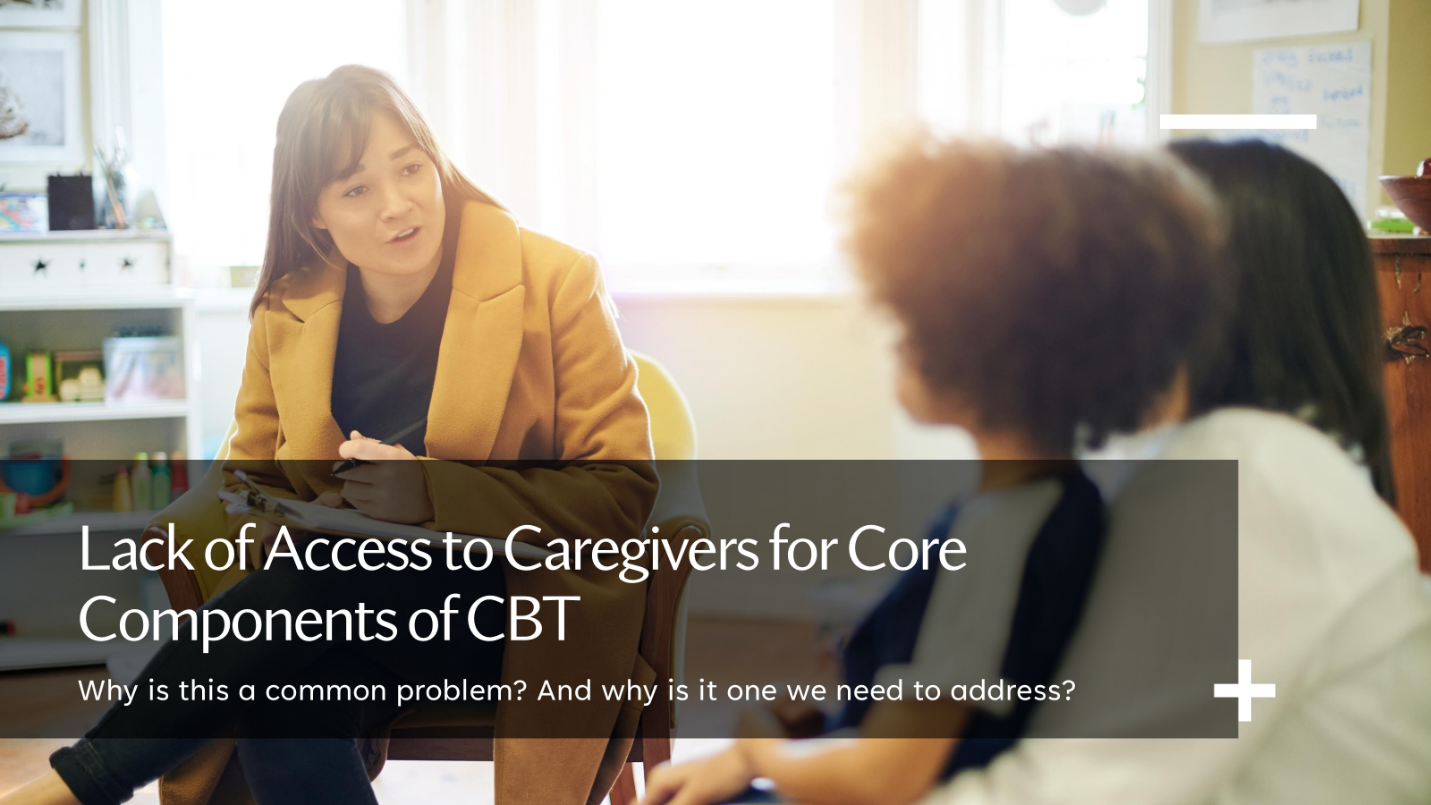 Lack of Access to Caregivers for Core
Components of CBT
Why is this a common problem? And why is it one we need to address?